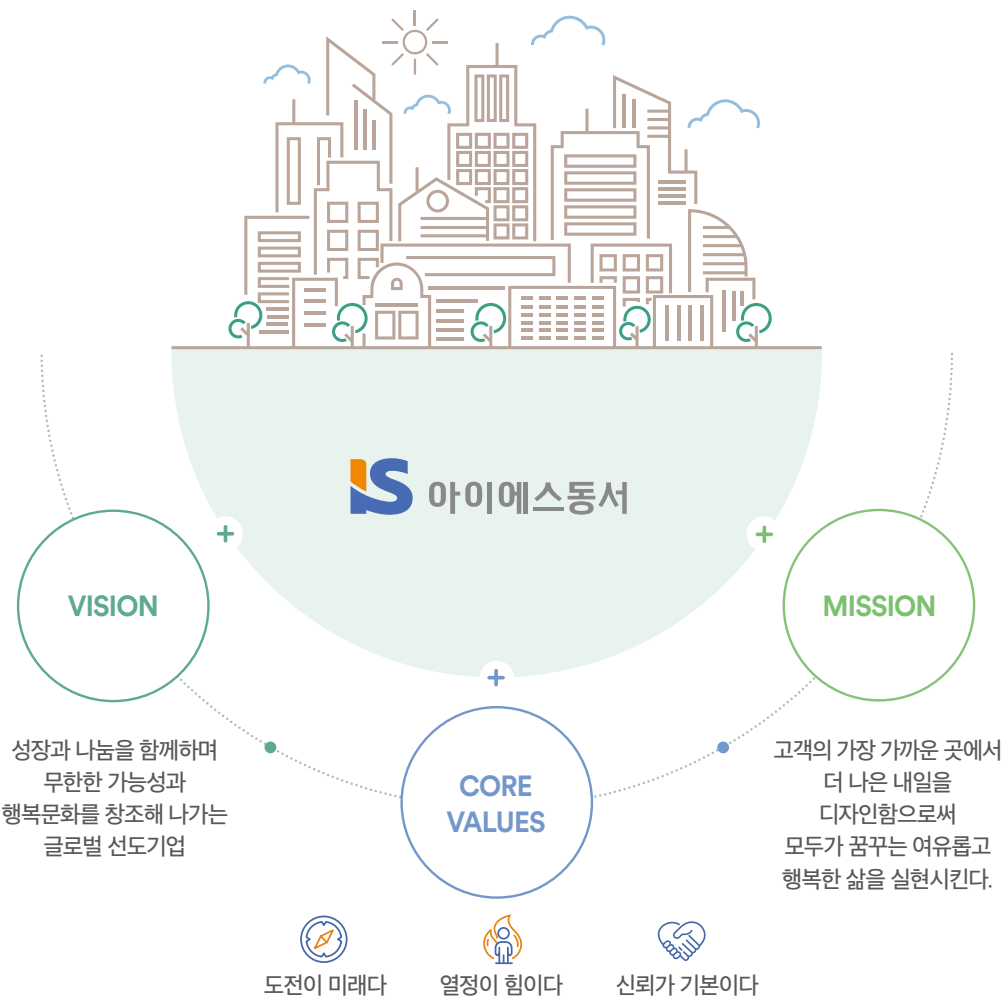 IS 아이에스동서
VISION
성장과 나눔을 함께하며
무한한 가능성과
행복문화를 창조해 나가는
글로벌 선도기업
CORE
VALUES
도전이 미래다
열정이 힘이다
신뢰가 기본이다
MISSION
고객의 가장 가까운 곳에서
더 나은 내일을
디자인함으로써
모두가 꿈꾸는 여유롭고
행복한 삶을 실현시킨다.